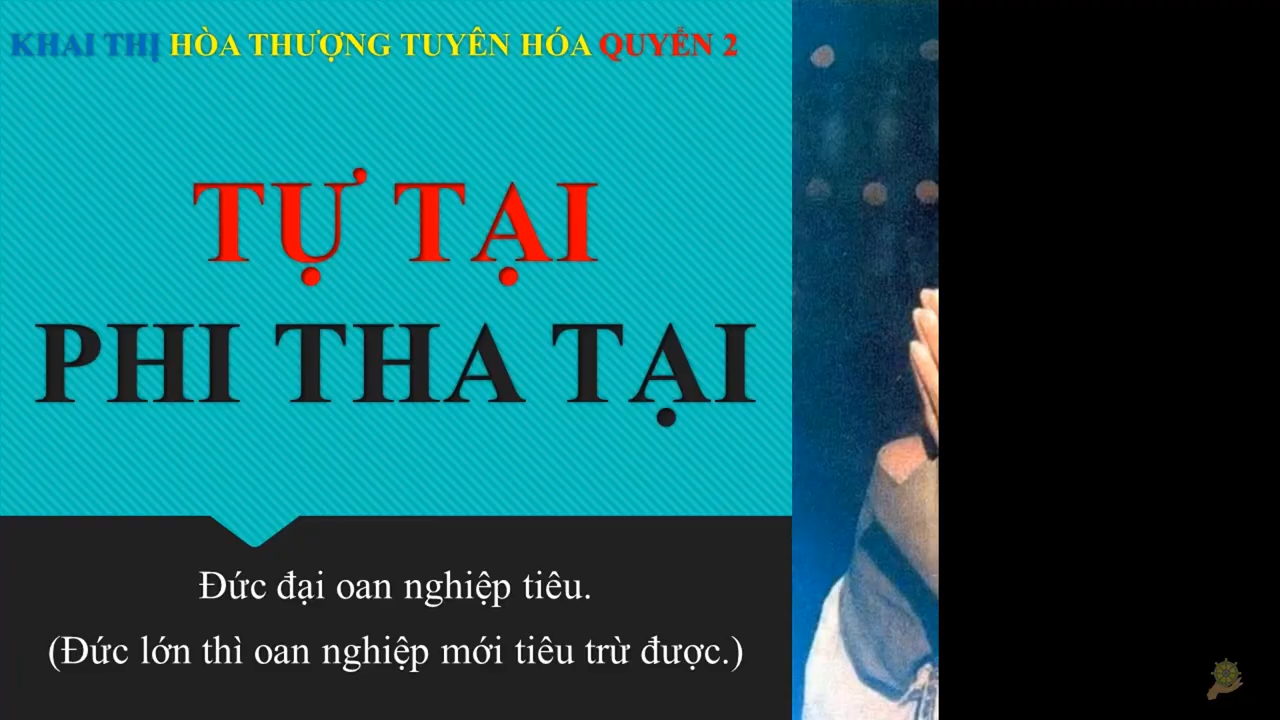 KHAI THỊ HÒA THƯỢNG TUYÊN HÓA QUYỂN 2
TỰ TẠI
PHI THA TẠI
Đức đại oan nghiệp tiêu.
(Đức lớn thì oan nghiệp mới tiêu trừ được.)